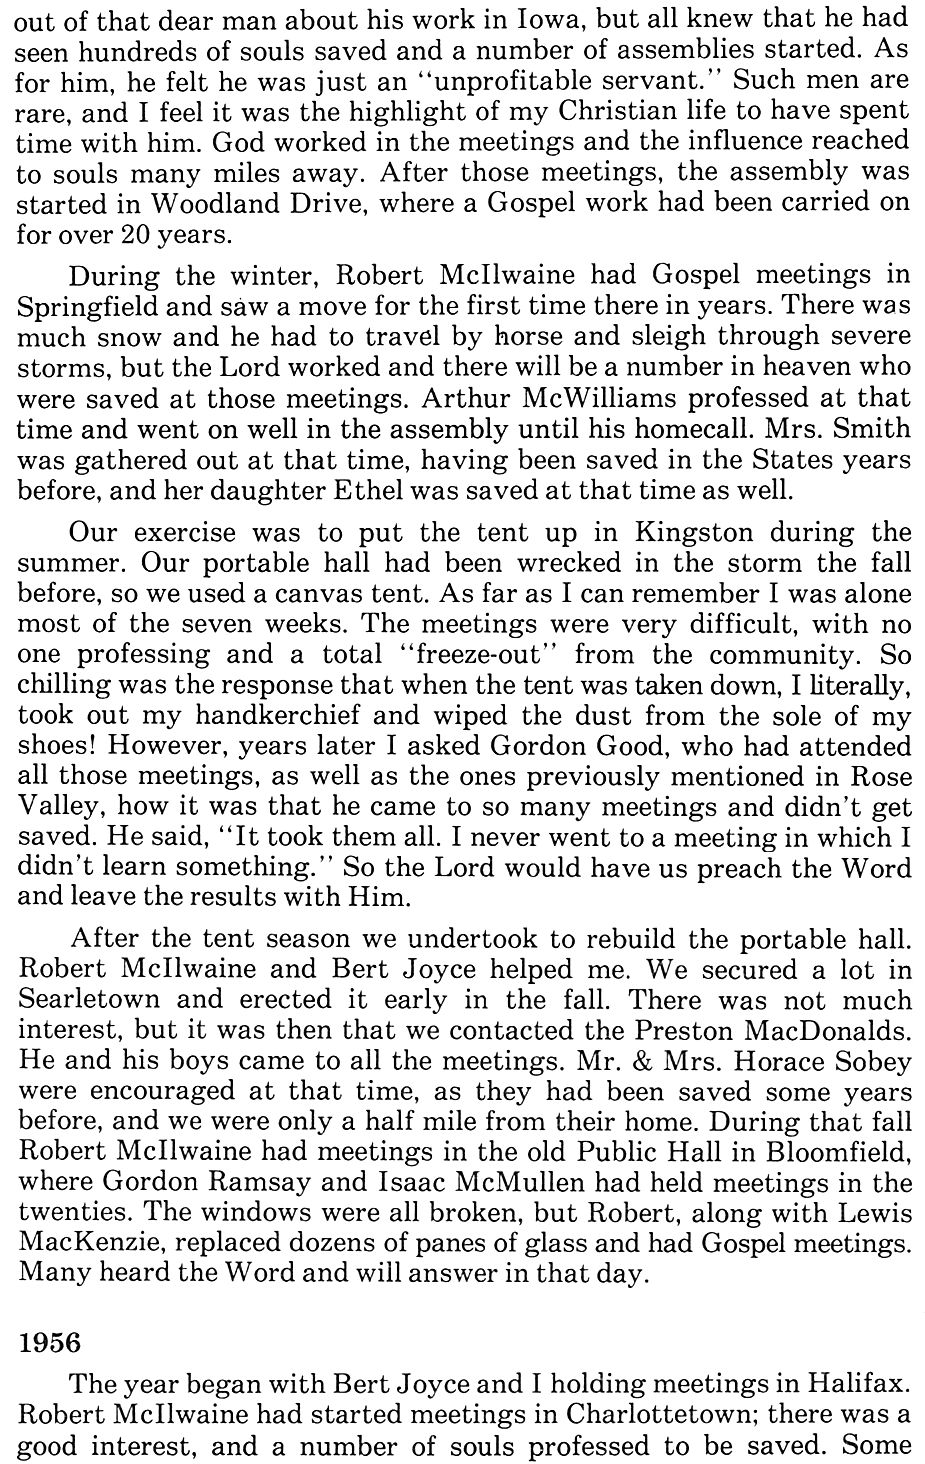 out of that dear man about his work in Iowa, but all knew that he had
seen hundreds of souls saved and a number of assemblies started. As
for him, he felt he was just an “unprofitable servant.” Such men are
rare, and I feel it was the highlight of my Christian life to have spent
time with him. God worked in the meetings and the influence reached
to souls many miles away. After those meetings, the assembly was
started in Woodland Drive, where a Gospel work had been carried on
for over 20 years.
During the winter, Robert McIlwaine had Gospel meetings in
Springfield and saw a move for the first time there in years. There was
much snow and he had to travel by horse and sleigh through severe
storms, but the Lord worked and there will be a number in heaven who
were saved at those meetings. Arthur McWilliams professed at that
time and went on well in the assembly until his homecall. Mrs. Smith
was gathered out at that time, having been saved in the States years
before, and her daughter Ethel was saved at that time as well.
Our exercise was to put the tent up in Kingston during the
summer. Our portable hall had been wrecked in the storm the fall
before, so we used a canvas tent. As far as I can remember I was alone
most of the seven weeks. The meetings were very difficult, with no
one professing and a total “freeze-out” from the community. So
chilling was the response that when the tent was taken down, I literally,
took out my handkerchief and wiped the dust from the sole of my
shoes! However, years later I asked Gordon Good, who had attended
all those meetings, as well as the ones previously mentioned in Rose
Valley, how it was that he came to so many meetings and didn’t get
saved. He said, “It took them all. I never went to a meeting in which I
didn’t learn something.” So the Lord would have us preach the Word
and leave the results with Him.
After the tent season we undertook to rebuild the portable hall.
Robert McIlwaine and Bert Joyce helped me. We secured a lot in
Searletown and erected it early in the fall. There was not much
interest, but it was then that we contacted the Preston MacDonalds.
He and his boys came to all the meetings. Mr. & Mrs. Horace Sobey
were encouraged at that time, as they had been saved some years
before, and we were only a half mile from their home. During that fall
Robert McIlwaine had meetings in the old Public Hall in Bloomfield,
where Gordon Ramsay and Isaac McMullen had held meetings in the
twenties. The windows were all broken, but Robert, along with Lewis
MacKenzie, replaced dozens of panes of glass and had Gospel meetings.
Many heard the Word and will answer in that day.
1956
The year began with Bert Joyce and I holding meetings in Halifax.
Robert McIlwaine had started meetings in Charlottetown; there was a
good interest, and a number of souls professed to be saved. Some